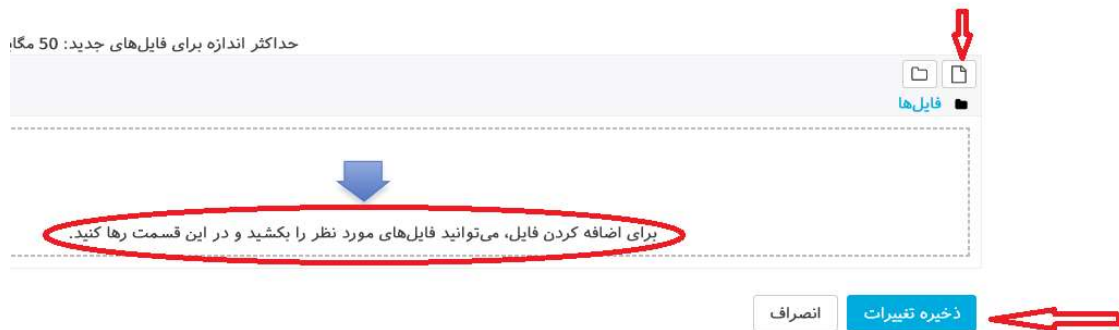 حداکثر اندازه برای فایل‌های جدید: 50
فایل‌ها
برای اضافه کردن فایل، می‌توانید فایل‌های مورد نظر را بکشید و در این قسمت رها کنید.
ذخیره تغییرات
انصراف